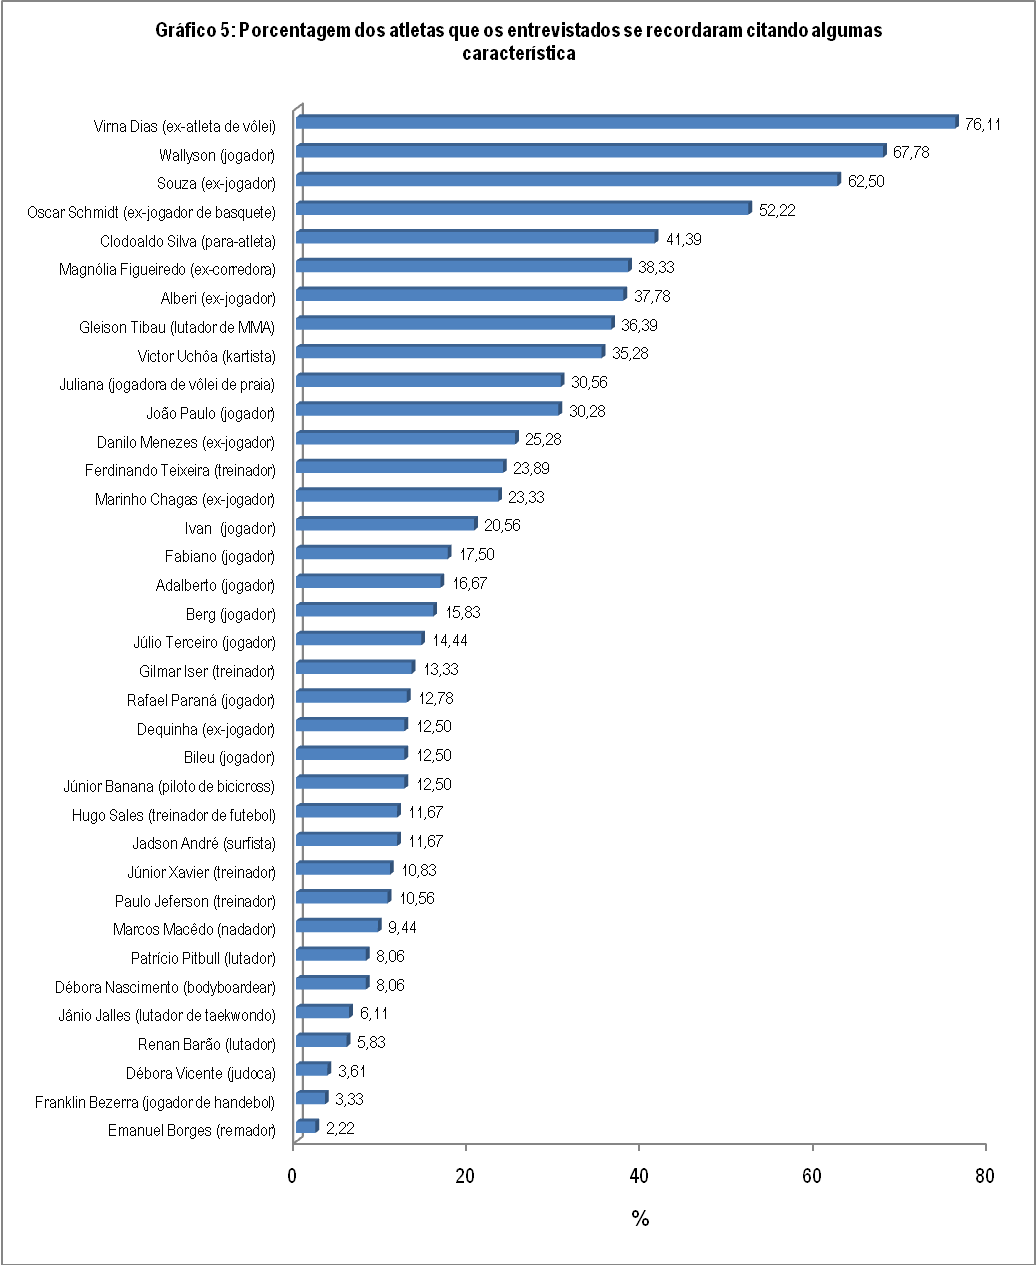 Gráfico 5: Porcentagem dos atletas que os entrevistados se recordaram citando algumas
característica
Virna Dias (ex-atleta de vôlei) 76,11
Wallyson (jogador) 67,78
Souza (ex-jogador) 62,50
Oscar Schmidt (ex-jogador de basquete) 52,22
Clodoaldo Silva (para-atleta) 41,39
Magnólia Figueiredo (ex-corredora) 38,33
Alberi (ex-jogador) 37,78
Gleison Tibau (lutador de MMA) 36,39
Victor Uchôa (kartista) 35,28
Juliana (jogadora de vôlei de praia) 30,56
João Paulo (jogador) 30,28
Danilo Menezes (ex-jogador) 25,28
Ferdinando Teixeira (treinador) 23,89
Marinho Chagas (ex-jogador) 23,33
Ivan (jogador) 20,56
Fabiano (jogador) 17,50
Adalberto (jogador) 16,67
Berg (jogador) 15,83
Júlio Terceiro (jogador) 14,44
Gilmar Iser (treinador) 13,33
Rafael Paraná (jogador) 12,78
Dequinha (ex-jogador) 12,50
Bileu (jogador) 12,50
Júnior Banana (piloto de bicicross) 12,50
Hugo Sales (treinador de futebol) 11,67
Jadson André (surfista) 11,67
Júnior Xavier (treinador) 10,83
Paulo Jeferson (treinador) 10,56
Marcos Macêdo (nadador) 9,44
Patrício Pitbull (lutador) 8,06
Débora Nascimento (bodyboardear) 8,06
Jânio Jalles (lutador de taekwondo) 6,11
Renan Barão (lutador) 5,83
Débora Vicente (judoca) 3,61
Franklin Bezerra (jogador de handebol) 3,33
Emanuel Borges (remador) 2,22
0 20 40 60 80
%